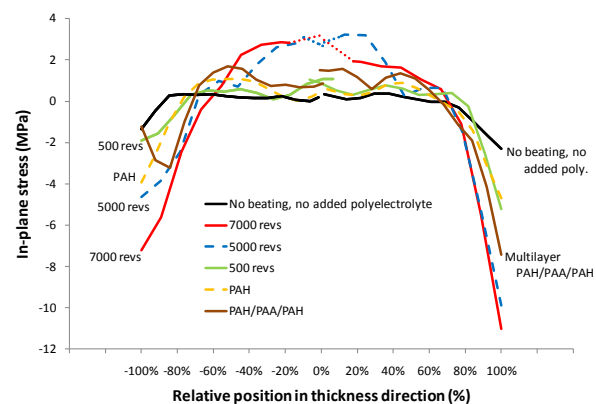 4
2
0
-2
-4
-6
-8
-10
-12
In-plane stress (MPa)
500 revs
PAH
5000 revs
7000 revs
No beating, no added polyelectrolyte
7000 revs
5000 revs
500 revs
PAH
PAH/PAA/PAH
No beating, no
added poly.
Multilayer
PAH/PAA/PAH
-100% -80% -60% -40% -20% 0% 20% 40% 60% 80% 100%
Relative position in thickness direction (%)